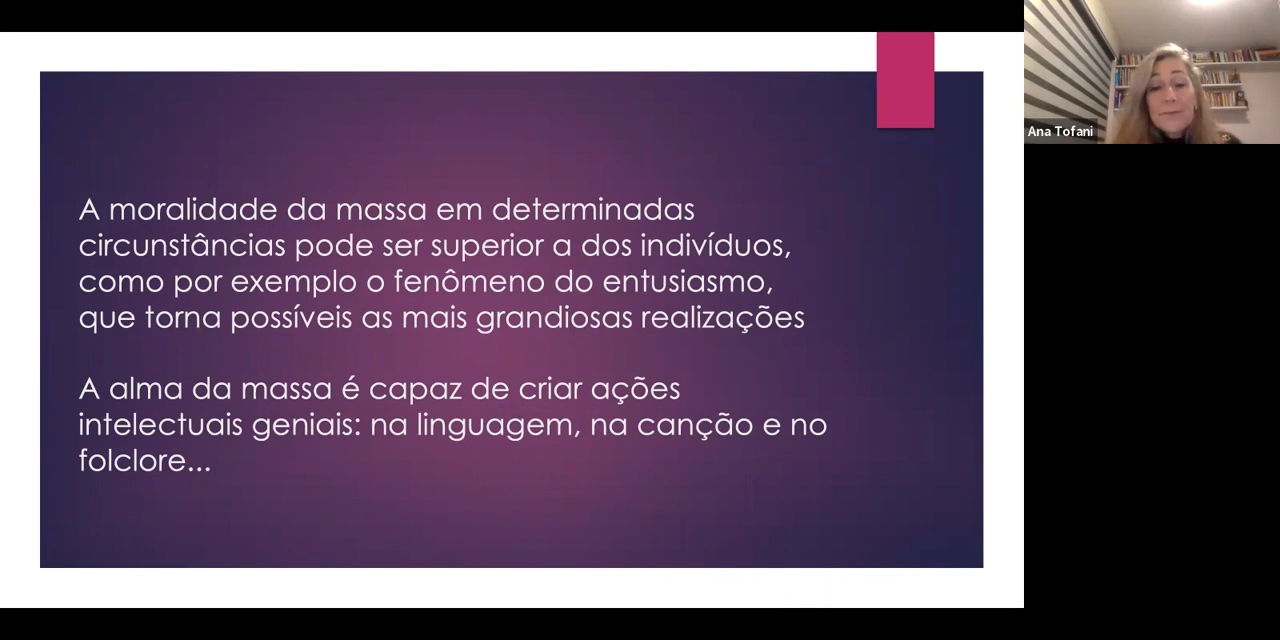 A moralidade da massa em determinadas
circunstâncias pode ser superior a dos indivíduos,
como por exemplo o fenômeno do entusiasmo,
que torna possíveis as mais grandiosas realizações
A alma da massa é capaz de criar ações
intelectuais geniais: na linguagem, na canção e no
folclore...
Ana Tofani